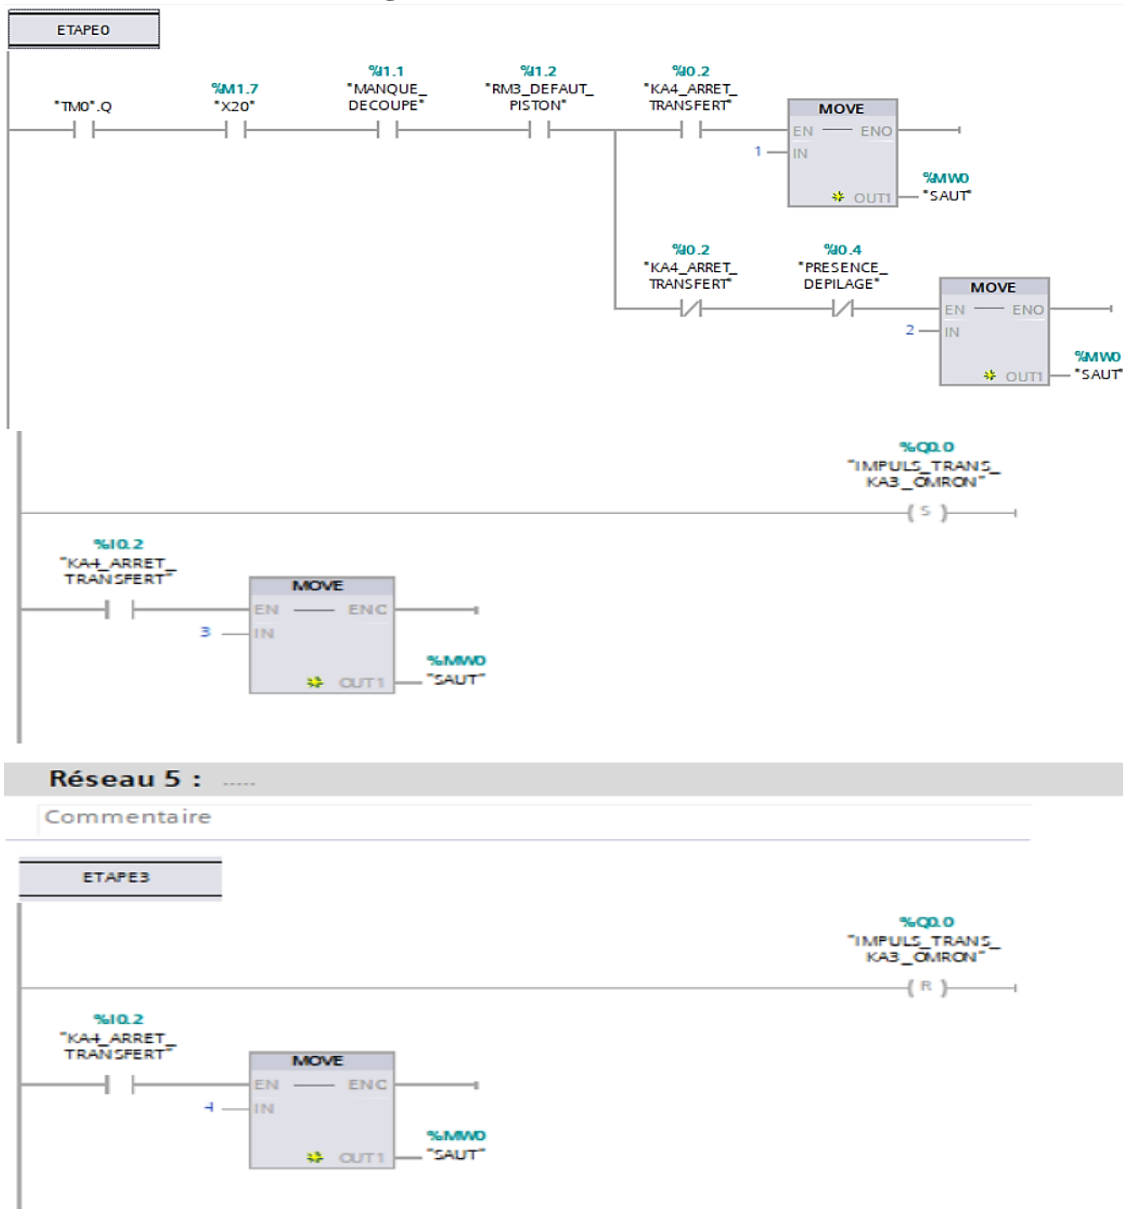 ETAPE0
"TM0".Q
%M1.7
"X20"
%I1.1
"MANQUE_
DECOUPE"
%I1.2
"RM3_DEFAUT_
PISTON"
%I0.2
"KA4_ARRET_
TRANSFERT"
MOVE
EN ENO
1 IN
OUT1
%MW0
"SAUT"
%I0.2
"KA4_ARRET_
TRANSFERT"
%I0.4
"PRESENCE_
DEPILAGE"
MOVE
EN ENO
2 IN
OUT1
%MW0
"SAUT"
%Q0.0
"IMPULS_TRANS_
KA3_OMRON"
S
%I0.2
"KA4_ARRET_
TRANSFERT"
MOVE
EN ENO
3 IN
OUT1
%MW0
"SAUT"
Réseau 5 : .....
Commentaire
ETAPE3
%Q0.0
"IMPULS_TRANS_
KA3_OMRON"
R
%I0.2
"KA4_ARRET_
TRANSFERT"
MOVE
EN ENO
4 IN
OUT1
%MW0
"SAUT"